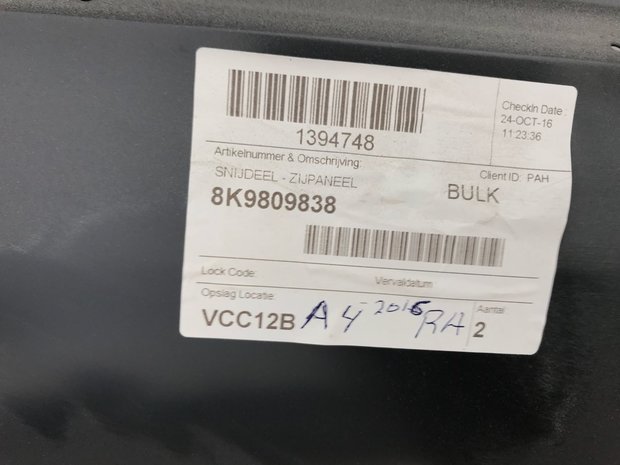 CheckIn Date
24-OCT-16
11:23:36
1394748
Artikelnummer & Omschrijving:
Client ID: PAH
SNIJDEEL - ZIJPANEEL
BULK
8K9809838
Lock Code:
Vervaldatum
Opslag Locatie:
Aantal
VCC12B A4 2016 RH 2